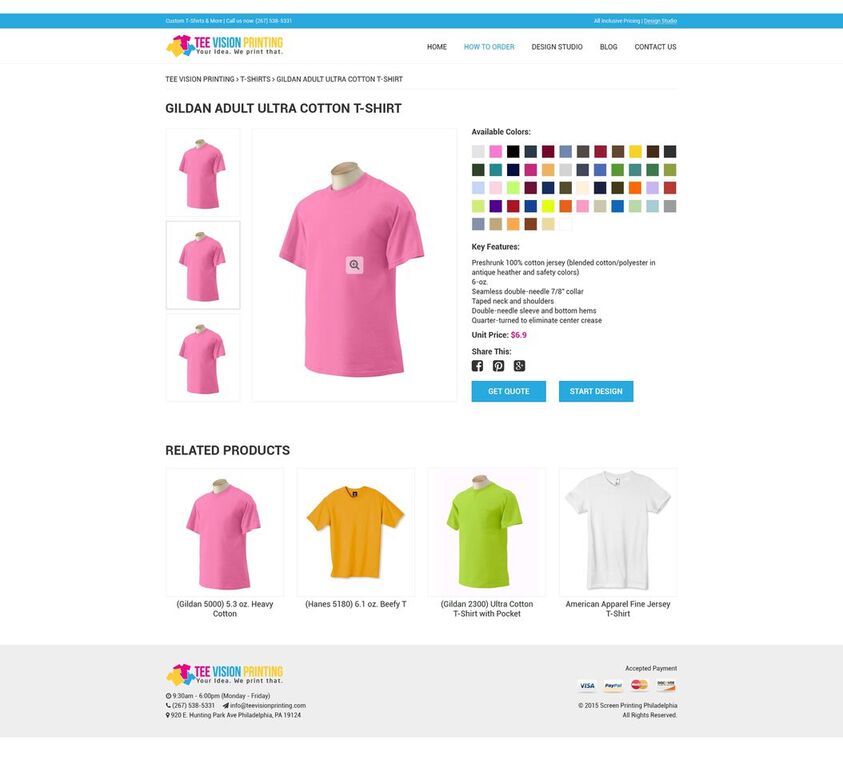 Custom T-Shirts & More | Call us now: (267) 538-5331
All Inclusive Pricing | Design Studio
TEE VISION PRINTING
Your Idea. We print that.
HOME
HOW TO ORDER
DESIGN STUDIO
BLOG
CONTACT US
TEE VISION PRINTING > T-SHIRTS > GILDAN ADULT ULTRA COTTON T-SHIRT
GILDAN ADULT ULTRA COTTON T-SHIRT
Available Colors:
Key Features:
Preshrunk 100% cotton jersey (blended cotton/polyester in
antique heather and safety colors)
6-oz.
Seamless double-needle 7/8" collar
Taped neck and shoulders
Double-needle sleeve and bottom hems
Quarter-turned to eliminate center crease
Unit Price: $6.9
Share This:
GET QUOTE
START DESIGN
RELATED PRODUCTS
(Gildan 5000) 5.3 oz. Heavy
Cotton
(Hanes 5180) 6.1 oz. Beefy T
(Gildan 2300) Ultra Cotton
T-Shirt with Pocket
American Apparel Fine Jersey
T-Shirt
TEE VISION PRINTING
Your Idea. We print that.
9:30am - 6:00pm (Monday - Friday)
(267) 538-5331
info@teevisionprinting.com
920 E. Hunting Park Ave Philadelphia, PA 19124
Accepted Payment
VISA
PayPal
MasterCard
DISCOVER
© 2015 Screen Printing Philadelphia
All Rights Reserved.